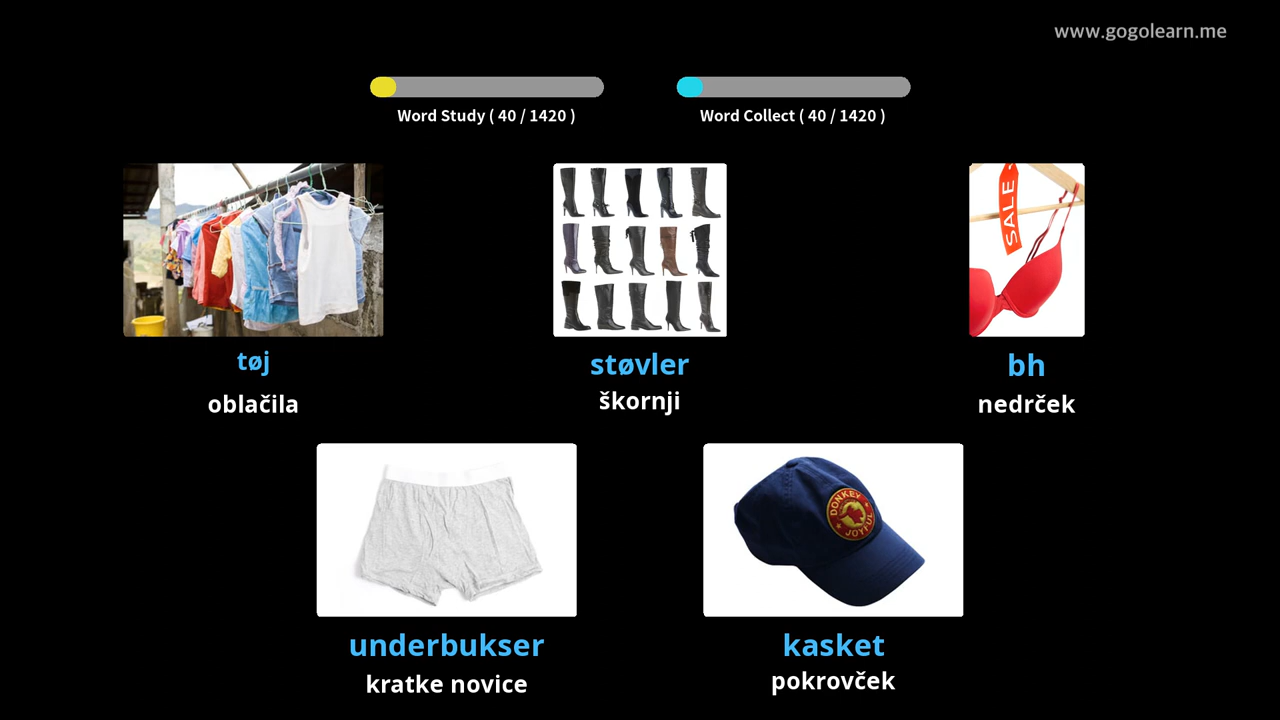 www.gogolearn.me
Word Study ( 40 / 1420 )
Word Collect ( 40 / 1420 )
SALE
tøj
oblačila
støvler
škornji
bh
nedrček
DONKEY
JOYFUL
underbukser
kratke novice
kasket
pokrovček